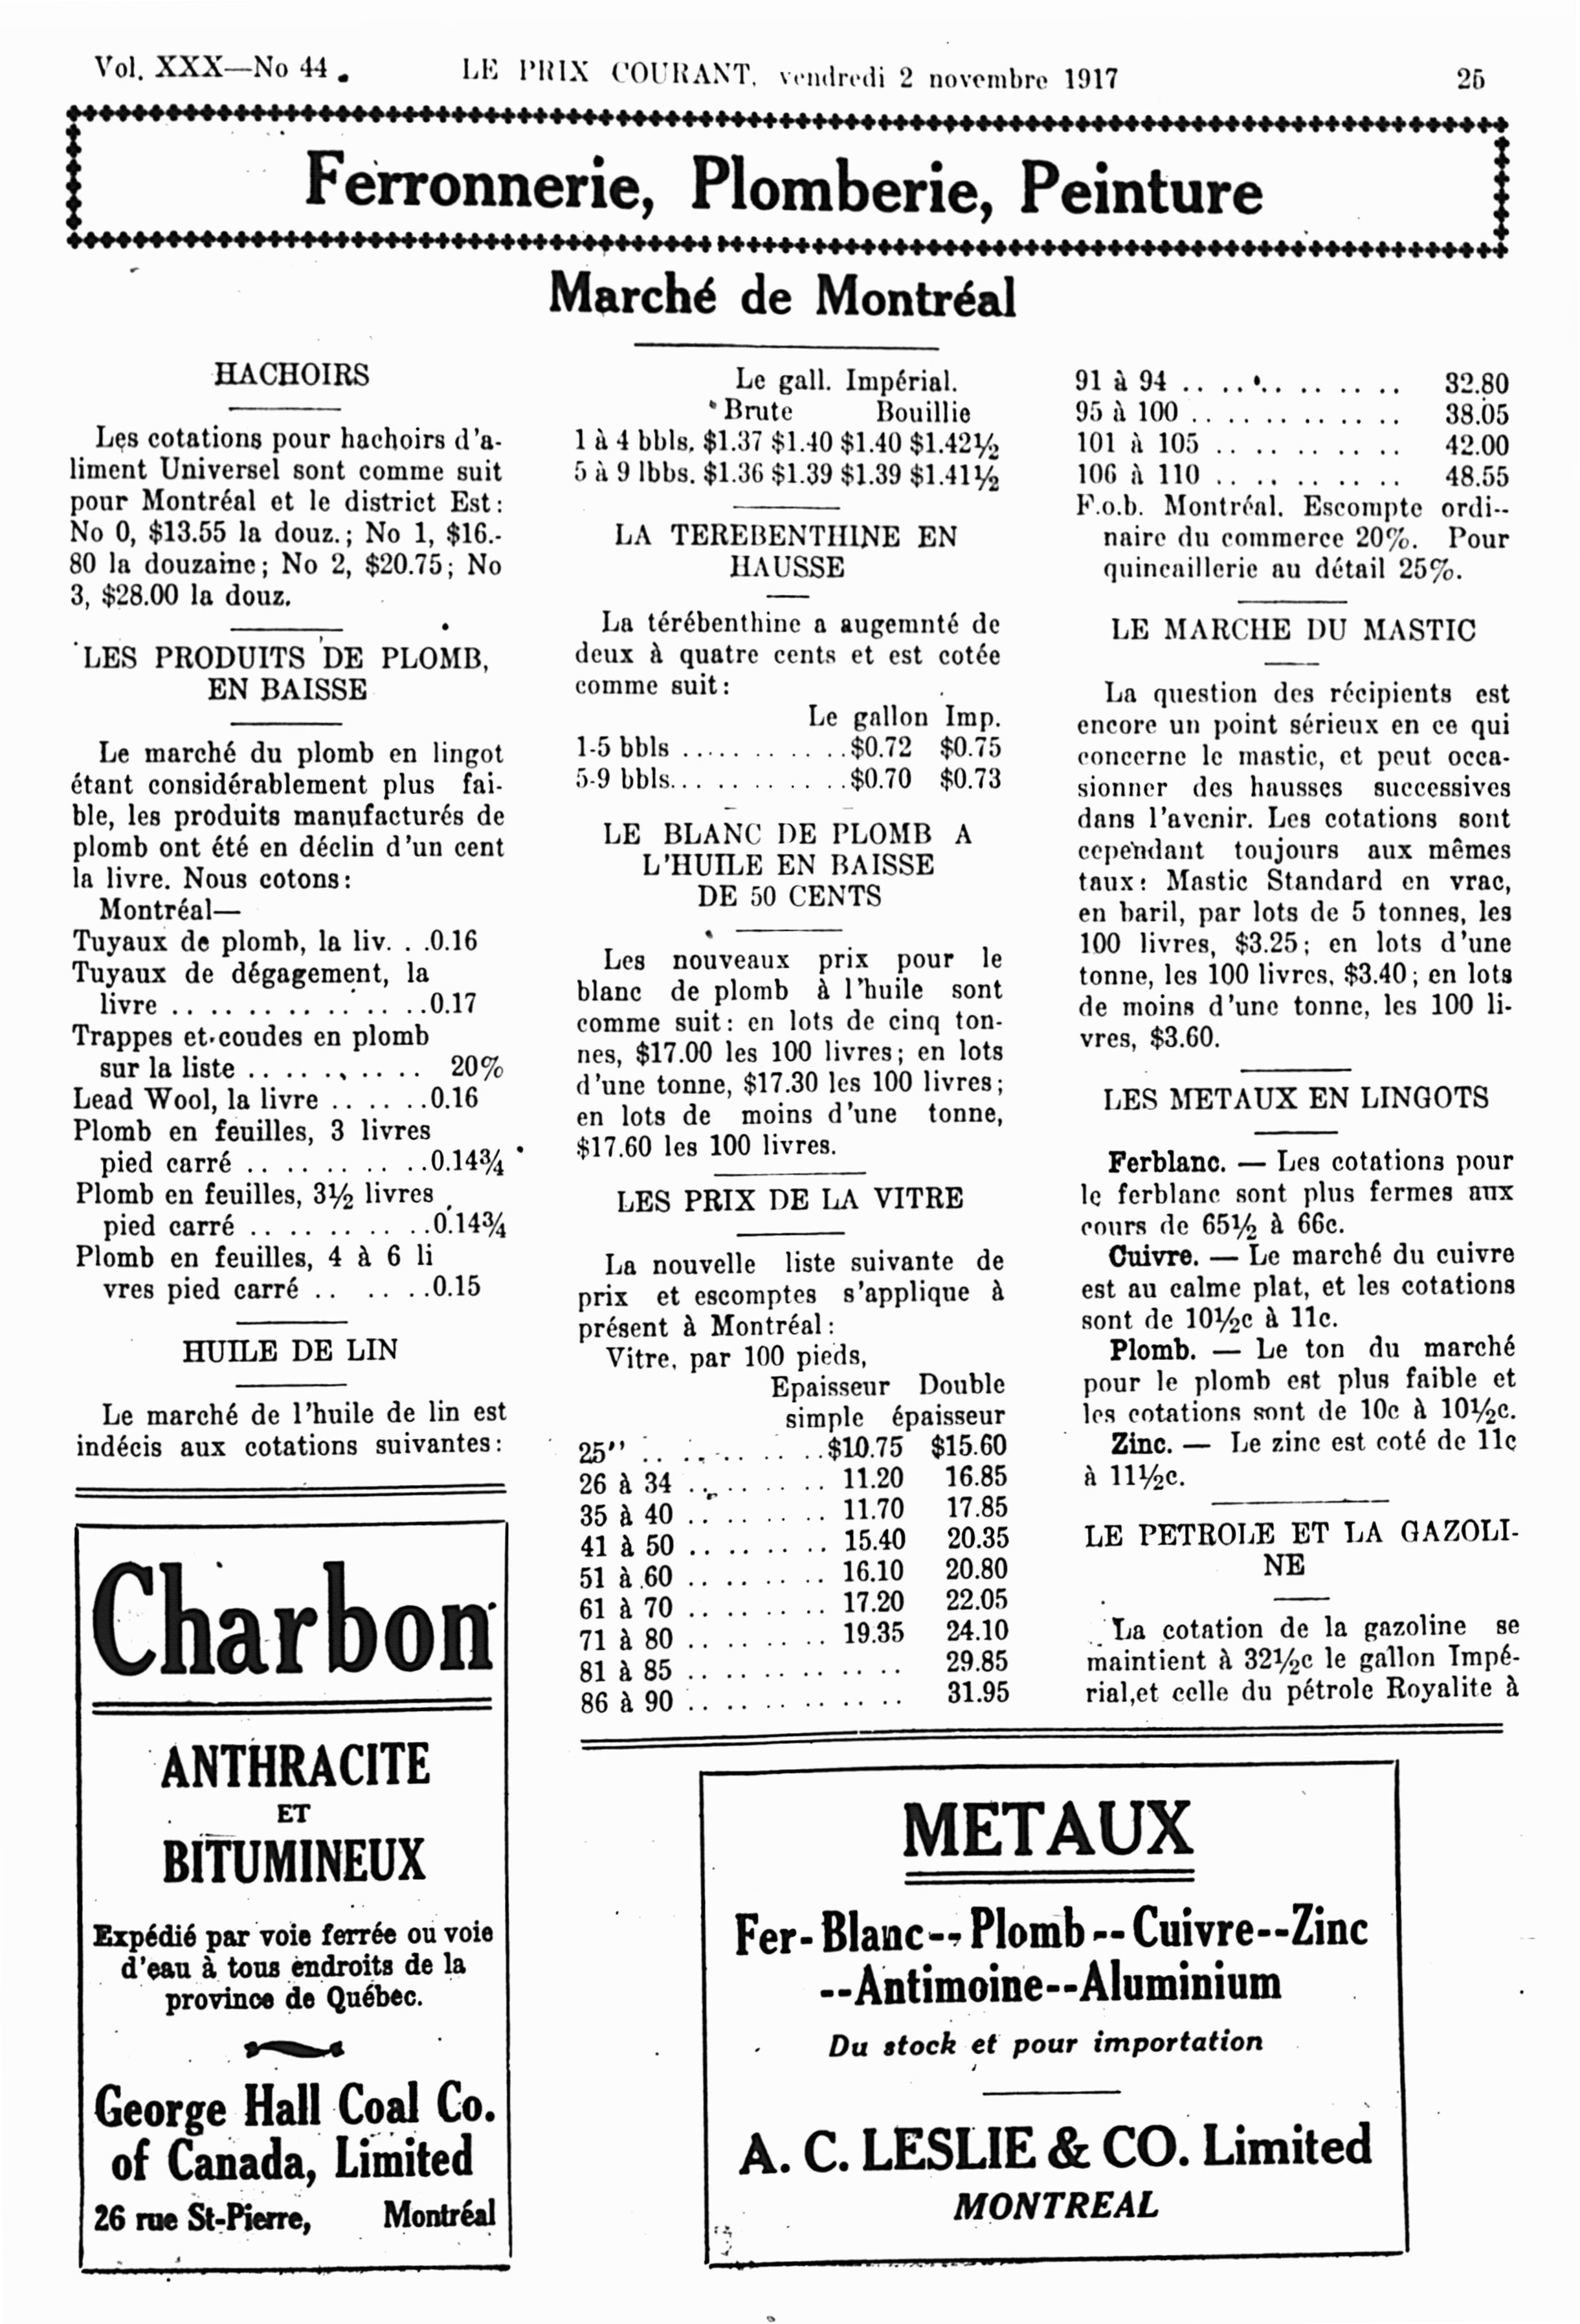 Vol. XXX—No 44. LE PRIX COURANT, vendredi 2 novembre 1917 25
Ferronnerie, Plomberie, Peinture
Marché de Montréal
HACHOIRS
Les cotations pour hachoirs d'a-
liment Universel sont comme suit
pour Montréal et le district Est:
No 0, $13.55 la douz.; No 1, $16.-
80 la douzaine; No 2, $20.75; No
3, $28.00 la douz.
LES PRODUITS DE PLOMB,
EN BAISSE
Le marché du plomb en lingot
étant considérablement plus fai-
ble, les produits manufacturés de
plomb ont été en déclin d'un cent
la livre. Nous cotons:
Montréal—
Tuyaux de plomb, la liv. . .0.16
Tuyaux de dégagement, la
livre .. .. .. .. .. .. ..0.17
Trappes et coudes en plomb
sur la liste .. .. .. .. .. 20%
Lead Wool, la livre .. .. ..0.16
Plomb en feuilles, 3 livres
pied carré .. .. .. .. ..0.14¾
Plomb en feuilles, 3½ livres
pied carré .. .. .. .. ..0.14¾
Plomb en feuilles, 4 à 6 li
vres pied carré .. .. ..0.15
HUILE DE LIN
Le marché de l'huile de lin est
indécis aux cotations suivantes:
Charbon
ANTHRACITE
ET
BITUMINEUX
Expédié par voie ferrée ou voie
d'eau à tous endroits de la
province de Québec.
George Hall Coal Co.
of Canada, Limited
26 rue St-Pierre, Montréal
Le gall. Impérial.
Brute Bouillie
1 à 4 bbls. $1.37 $1.40 $1.40 $1.42½
5 à 9 lbbs. $1.36 $1.39 $1.39 $1.41½
LA TEREBENTHINE EN
HAUSSE
La térébenthine a augemnté de
deux à quatre cents et est cotée
comme suit:
Le gallon Imp.
1-5 bbls .. .. .. .. .. ..$0.72 $0.75
5-9 bbls.. .. .. .. .. .. ..$0.70 $0.73
LE BLANC DE PLOMB A
L'HUILE EN BAISSE
DE 50 CENTS
Les nouveaux prix pour le
blanc de plomb à l'huile sont
comme suit: en lots de cinq ton-
nes, $17.00 les 100 livres; en lots
d'une tonne, $17.30 les 100 livres;
en lots de moins d'une tonne,
$17.60 les 100 livres.
LES PRIX DE LA VITRE
La nouvelle liste suivante de
prix et escomptes s'applique à
présent à Montréal:
Vitre, par 100 pieds,
Epaisseur Double
simple épaisseur
25'' .. .. .. .. ..$10.75 $15.60
26 à 34 .. .. .. .. .. 11.20 16.85
35 à 40 .. .. .. .. .. 11.70 17.85
41 à 50 .. .. .. .. .. 15.40 20.35
51 à 60 .. .. .. .. .. 16.10 20.80
61 à 70 .. .. .. .. .. 17.20 22.05
71 à 80 .. .. .. .. .. 19.35 24.10
81 à 85 .. .. .. .. .. .. 29.85
86 à 90 .. .. .. .. .. .. 31.95
91 à 94 .. .. .. .. .. .. 32.80
95 à 100 .. .. .. .. .. .. 38.05
101 à 105 .. .. .. .. .. 42.00
106 à 110 .. .. .. .. .. 48.55
F.o.b. Montréal. Escompte ordi-
naire du commerce 20%. Pour
quincaillerie au détail 25%.
LE MARCHE DU MASTIC
La question des récipients est
encore un point sérieux en ce qui
concerne le mastic, et peut occa-
sionner des hausses successives
dans l'avenir. Les cotations sont
cependant toujours aux mêmes
taux: Mastic Standard en vrac,
en baril, par lots de 5 tonnes, les
100 livres, $3.25; en lots d'une
tonne, les 100 livres, $3.40; en lots
de moins d'une tonne, les 100 li-
vres, $3.60.
LES METAUX EN LINGOTS
Ferblanc. — Les cotations pour
le ferblanc sont plus fermes aux
cours de 65½ à 66c.
Cuivre. — Le marché du cuivre
est au calme plat, et les cotations
sont de 10½c à 11c.
Plomb. — Le ton du marché
pour le plomb est plus faible et
les cotations sont de 10c à 10½c.
Zinc. — Le zinc est coté de 11c
à 11½c.
LE PETROLE ET LA GAZOLI-
NE
La cotation de la gazoline se
maintient à 32½c le gallon Impé-
rial,et celle du pétrole Royalite à
METAUX
Fer-Blanc--Plomb--Cuivre--Zinc
--Antimoine--Aluminium
Du stock et pour importation
A. C. LESLIE & CO. Limited
MONTREAL